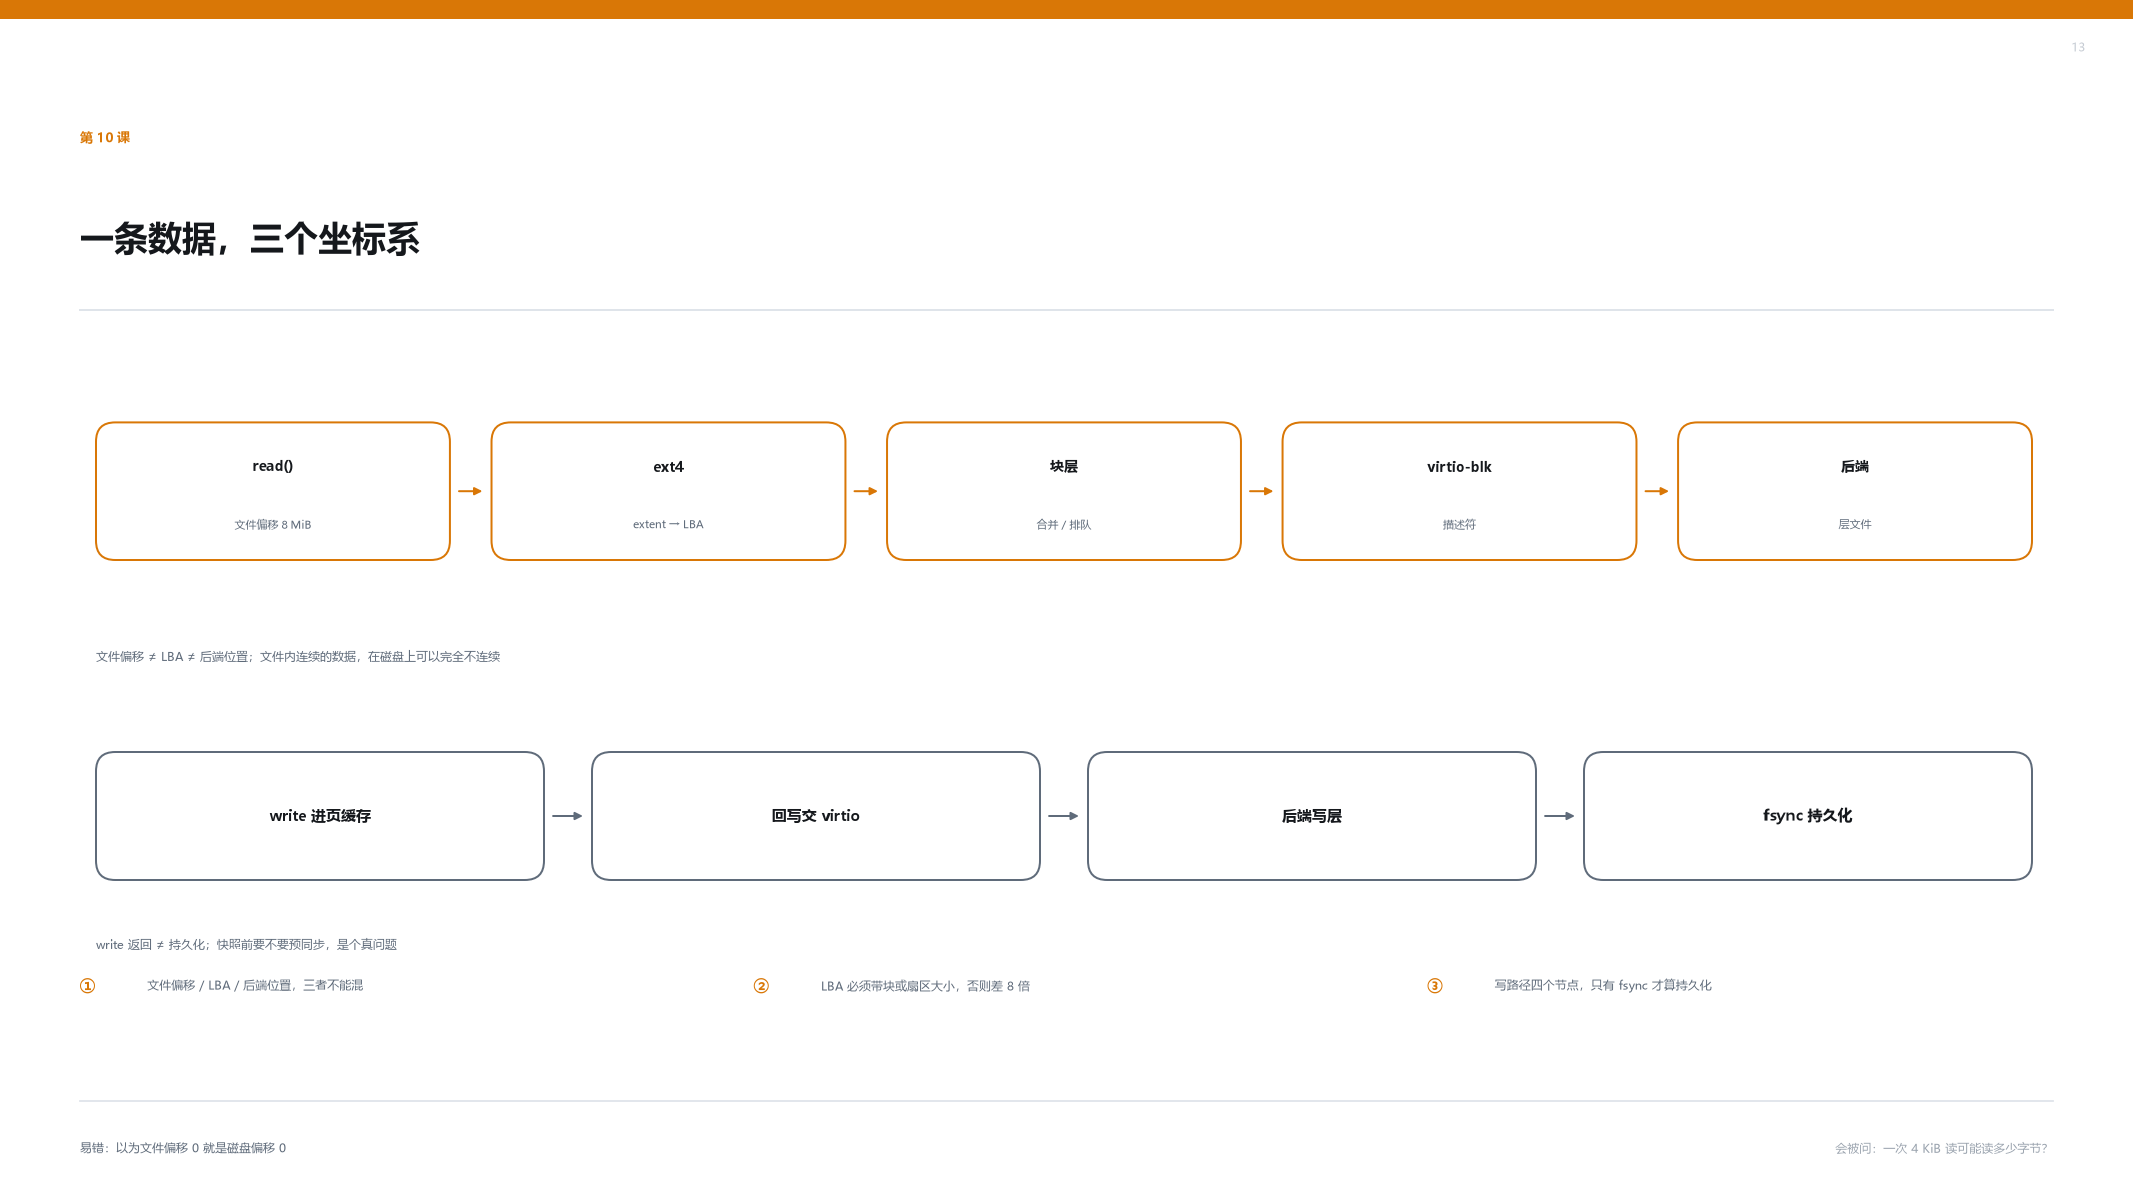 13
第 10 课
一条数据，三个坐标系
read()
文件偏移 8 MiB
ext4
extent → LBA
块层
合并 / 排队
virtio-blk
描述符
后端
层文件
文件偏移 ≠ LBA ≠ 后端位置；文件内连续的数据，在磁盘上可以完全不连续
write 进页缓存
回写交 virtio
后端写层
fsync 持久化
write 返回 ≠ 持久化；快照前要不要预同步，是个真问题
① 文件偏移 / LBA / 后端位置，三者不能混
② LBA 必须带块或扇区大小，否则差 8 倍
③ 写路径四个节点，只有 fsync 才算持久化
易错：以为文件偏移 0 就是磁盘偏移 0
会被问：一次 4 KiB 读可能读多少字节？